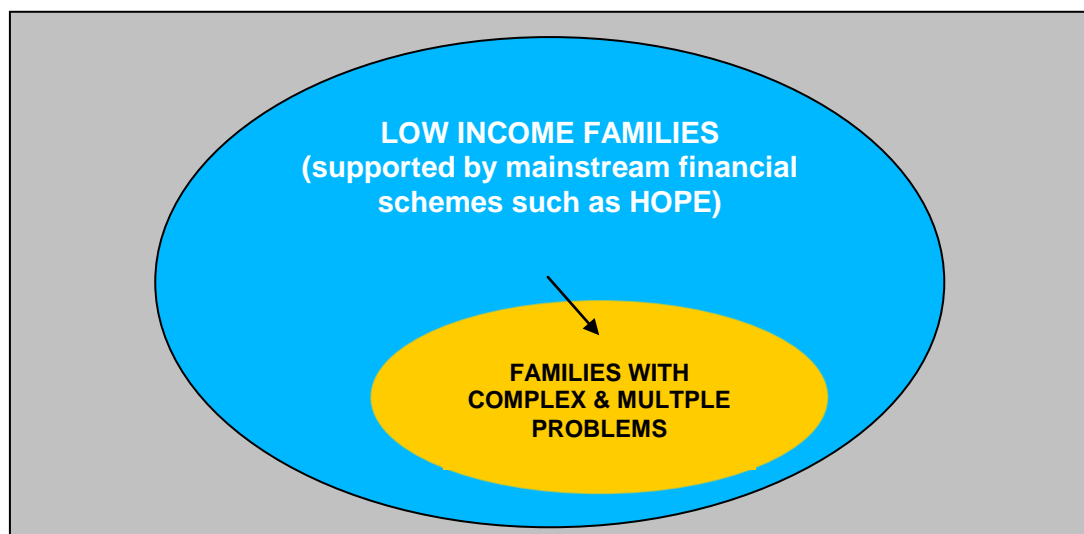 LOW INCOME FAMILIES
(supported by mainstream financial
schemes such as HOPE)
FAMILIES WITH
COMPLEX & MULTPLE
PROBLEMS